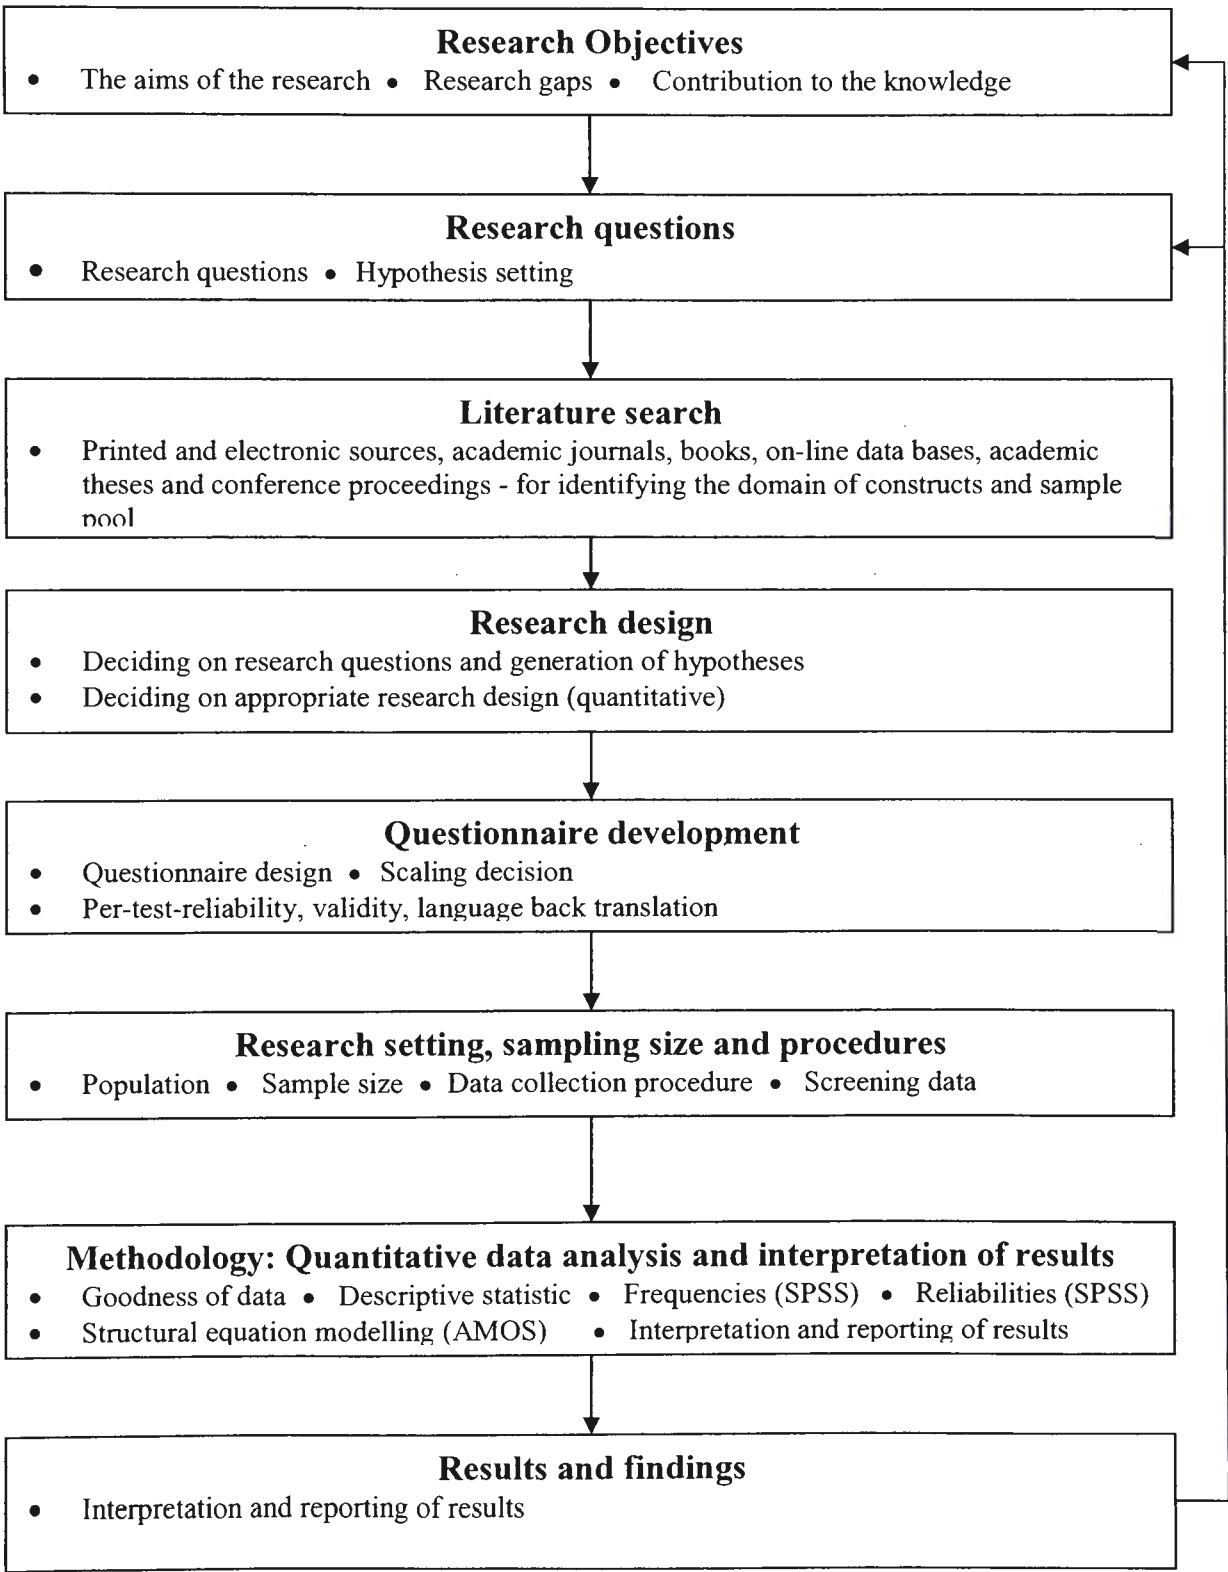 Research Objectives
• The aims of the research • Research gaps • Contribution to the knowledge
Research questions
• Research questions • Hypothesis setting
Literature search
• Printed and electronic sources, academic journals, books, on-line data bases, academic
theses and conference proceedings - for identifying the domain of constructs and sample
pool
Research design
• Deciding on research questions and generation of hypotheses
• Deciding on appropriate research design (quantitative)
Questionnaire development
• Questionnaire design • Scaling decision
• Per-test-reliability, validity, language back translation
Research setting, sampling size and procedures
• Population • Sample size • Data collection procedure • Screening data
Methodology: Quantitative data analysis and interpretation of results
• Goodness of data • Descriptive statistic • Frequencies (SPSS) • Reliabilities (SPSS)
• Structural equation modelling (AMOS) • Interpretation and reporting of results
Results and findings
• Interpretation and reporting of results